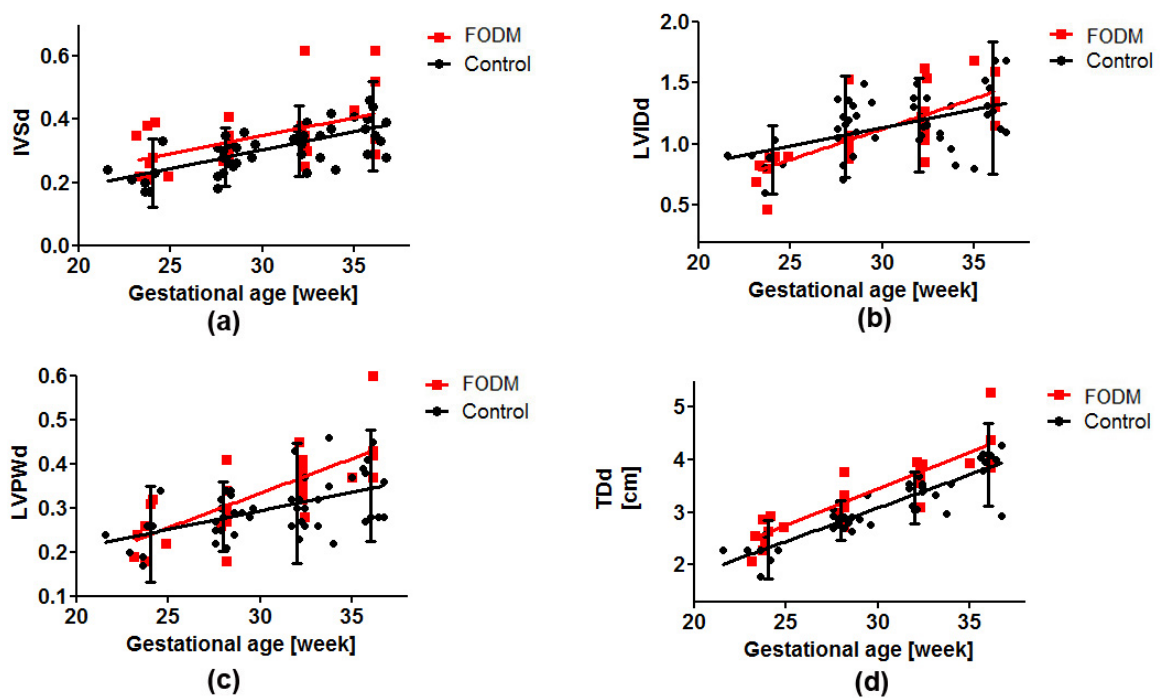 FODM
Control
IVSd
0.6
0.4
0.2
0.0
20 25 30 35
Gestational age [week]
(a)
FODM
Control
LVIDd
2.0
1.5
1.0
0.5
20 25 30 35
Gestational age [week]
(b)
FODM
Control
LVPWd
0.6
0.5
0.4
0.3
0.2
0.1
20 25 30 35
Gestational age [week]
(c)
FODM
Control
TDd
[cm]
5
4
3
2
20 25 30 35
Gestational age [week]
(d)